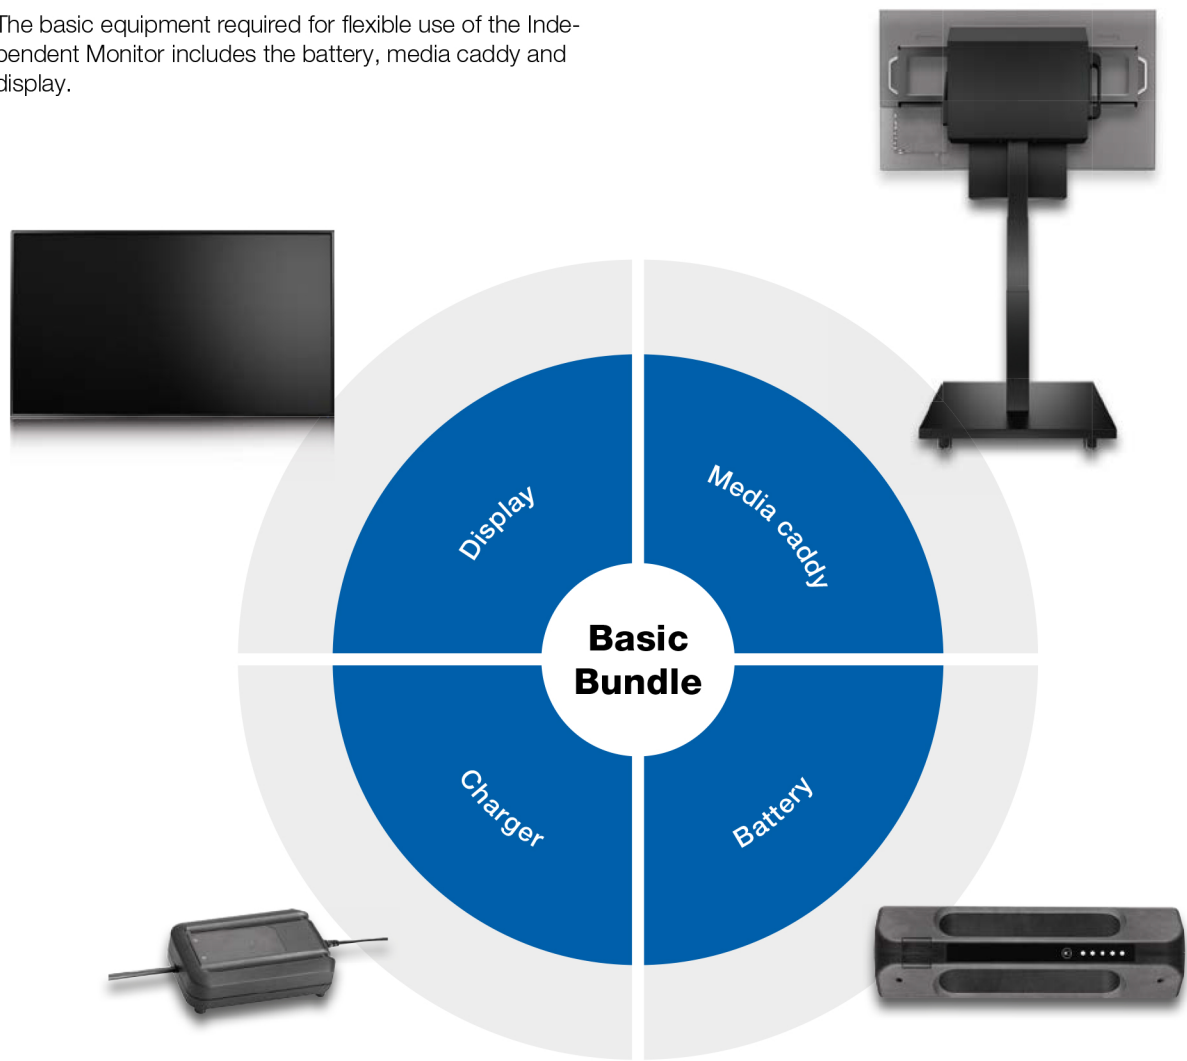 The basic equipment required for flexible use of the Inde-
pendent Monitor includes the battery, media caddy and
display.
Display
Media caddy
Basic
Bundle
Charger
Battery